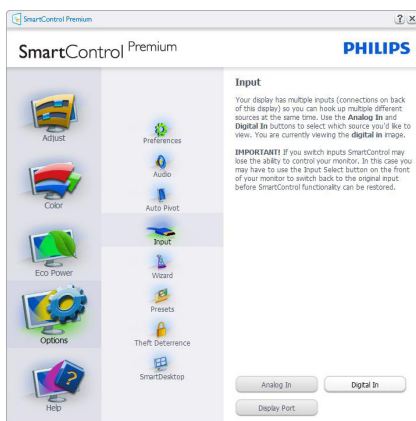 SmartControl Premium
SmartControl Premium
PHILIPS
Adjust
Color
Eco Power
Options
Help
Preferences
Audio
Auto Pivot
Input
Wizard
Presets
Theft Deterrence
SmartDesktop
Input
Your display has multiple inputs (connections on back
of this display) so you can hook up multiple different
sources at the same time. Use the Analog In and
Digital In buttons to select which source you'd like to
view. You are currently viewing the digital in image.
IMPORTANT! If you switch inputs SmartControl may
lose the ability to control your monitor. In this case you
may have to use the Input Select button on the front
of your monitor to switch back to the original input
before SmartControl functionality can be restored.
Analog In
Digital In
Display Port